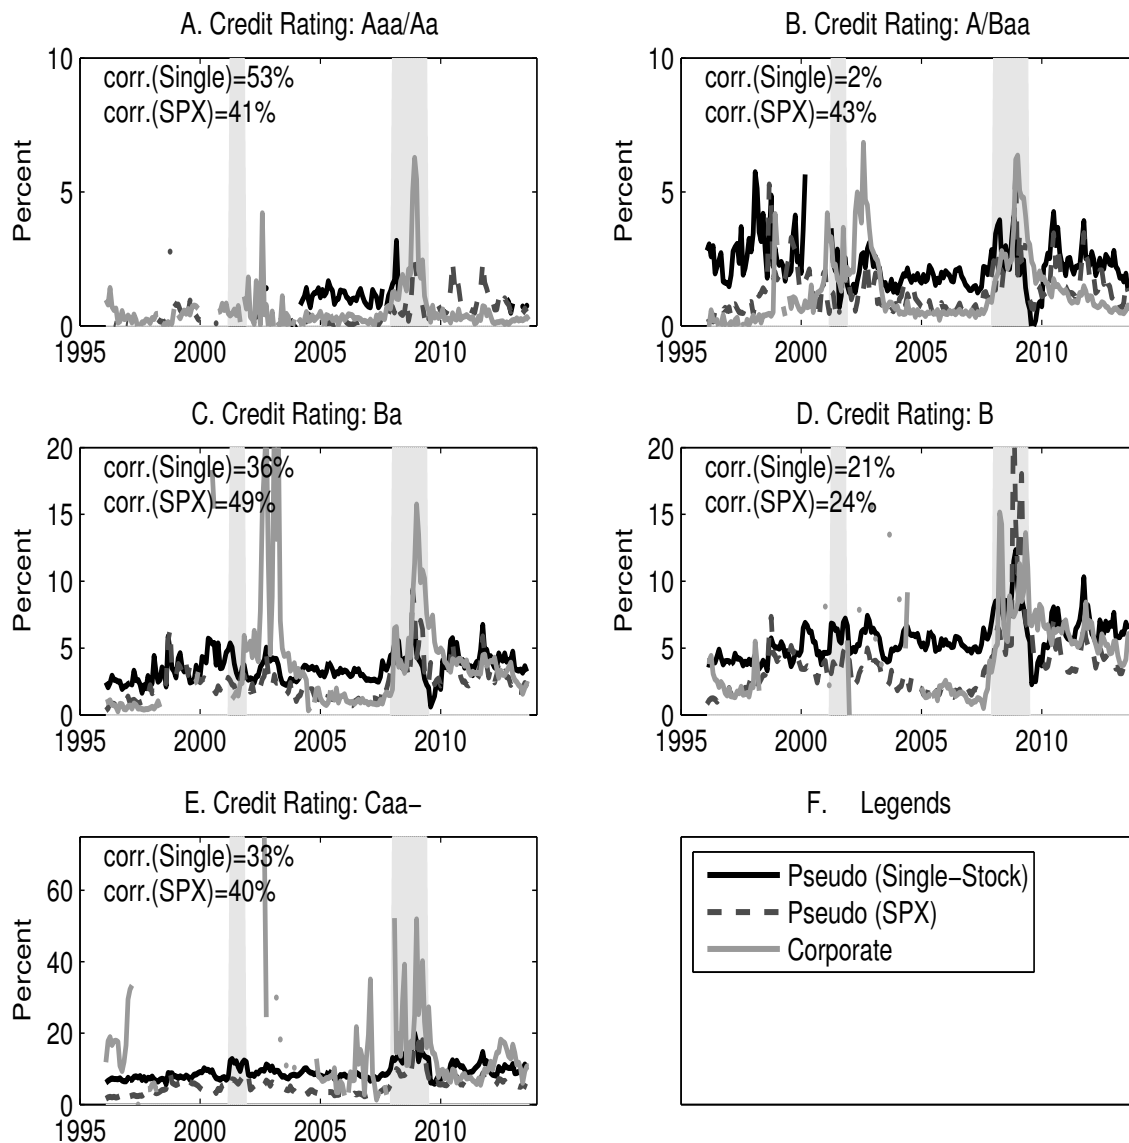 A. Credit Rating: Aaa/Aa
corr.(Single)=53%
corr.(SPX)=41%
Percent
10
5
0
1995
2000
2005
2010
B. Credit Rating: A/Baa
corr.(Single)=2%
corr.(SPX)=43%
Percent
10
5
0
1995
2000
2005
2010
C. Credit Rating: Ba
corr.(Single)=36%
corr.(SPX)=49%
Percent
20
15
10
5
0
1995
2000
2005
2010
D. Credit Rating: B
corr.(Single)=21%
corr.(SPX)=24%
Percent
20
15
10
5
0
1995
2000
2005
2010
E. Credit Rating: Caa−
corr.(Single)=33%
corr.(SPX)=40%
Percent
60
40
20
0
1995
2000
2005
2010
F. Legends
Pseudo (Single−Stock)
Pseudo (SPX)
Corporate